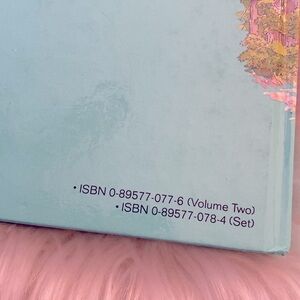 • ISBN 0-89577-077-6 (Volume Two)
• ISBN 0-89577-078-4 (Set)